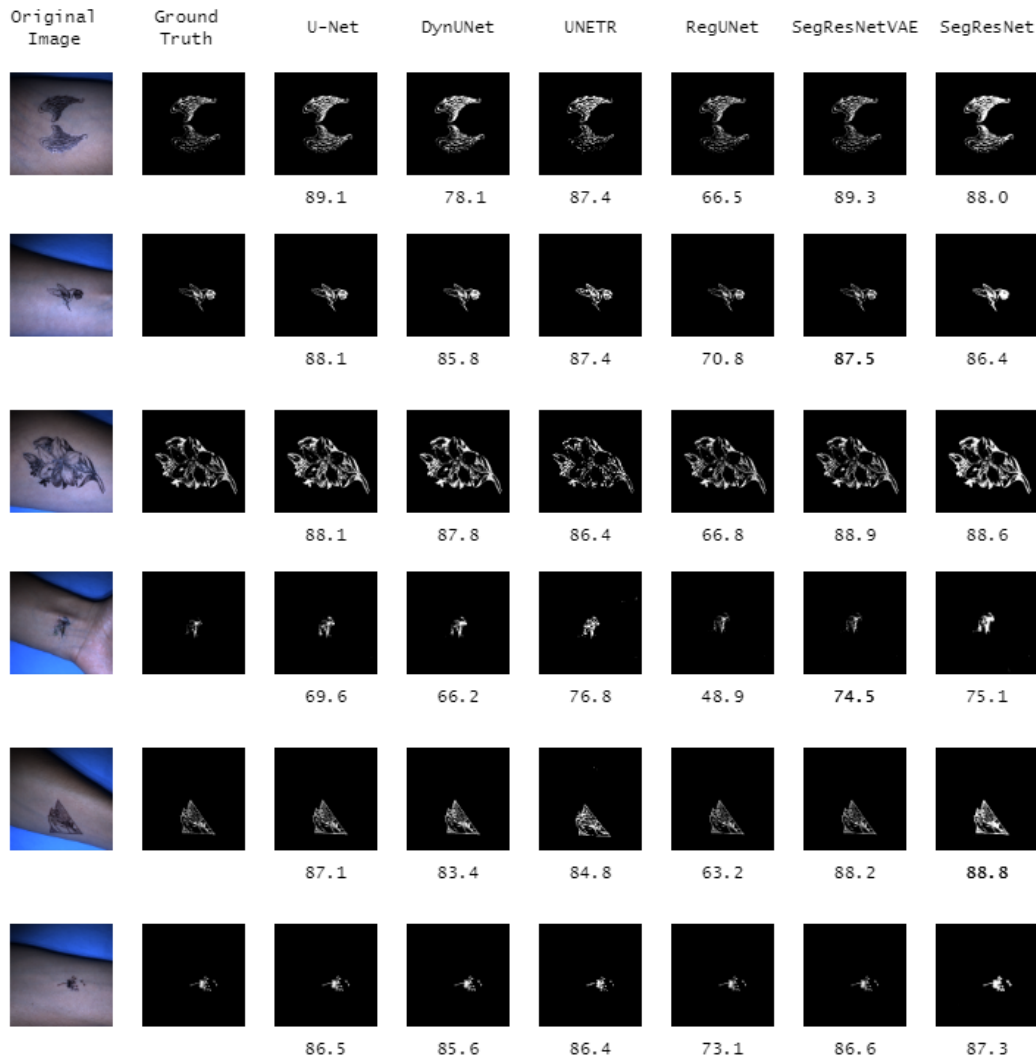 Original Ground U-Net DynUNet UNETR RegUNet SegResNetVAE SegResNet
Image Truth
89.1 78.1 87.4 66.5 89.3 88.0
88.1 85.8 87.4 70.8 87.5 86.4
88.1 87.8 86.4 66.8 88.9 88.6
69.6 66.2 76.8 48.9 74.5 75.1
87.1 83.4 84.8 63.2 88.2 88.8
86.5 85.6 86.4 73.1 86.6 87.3